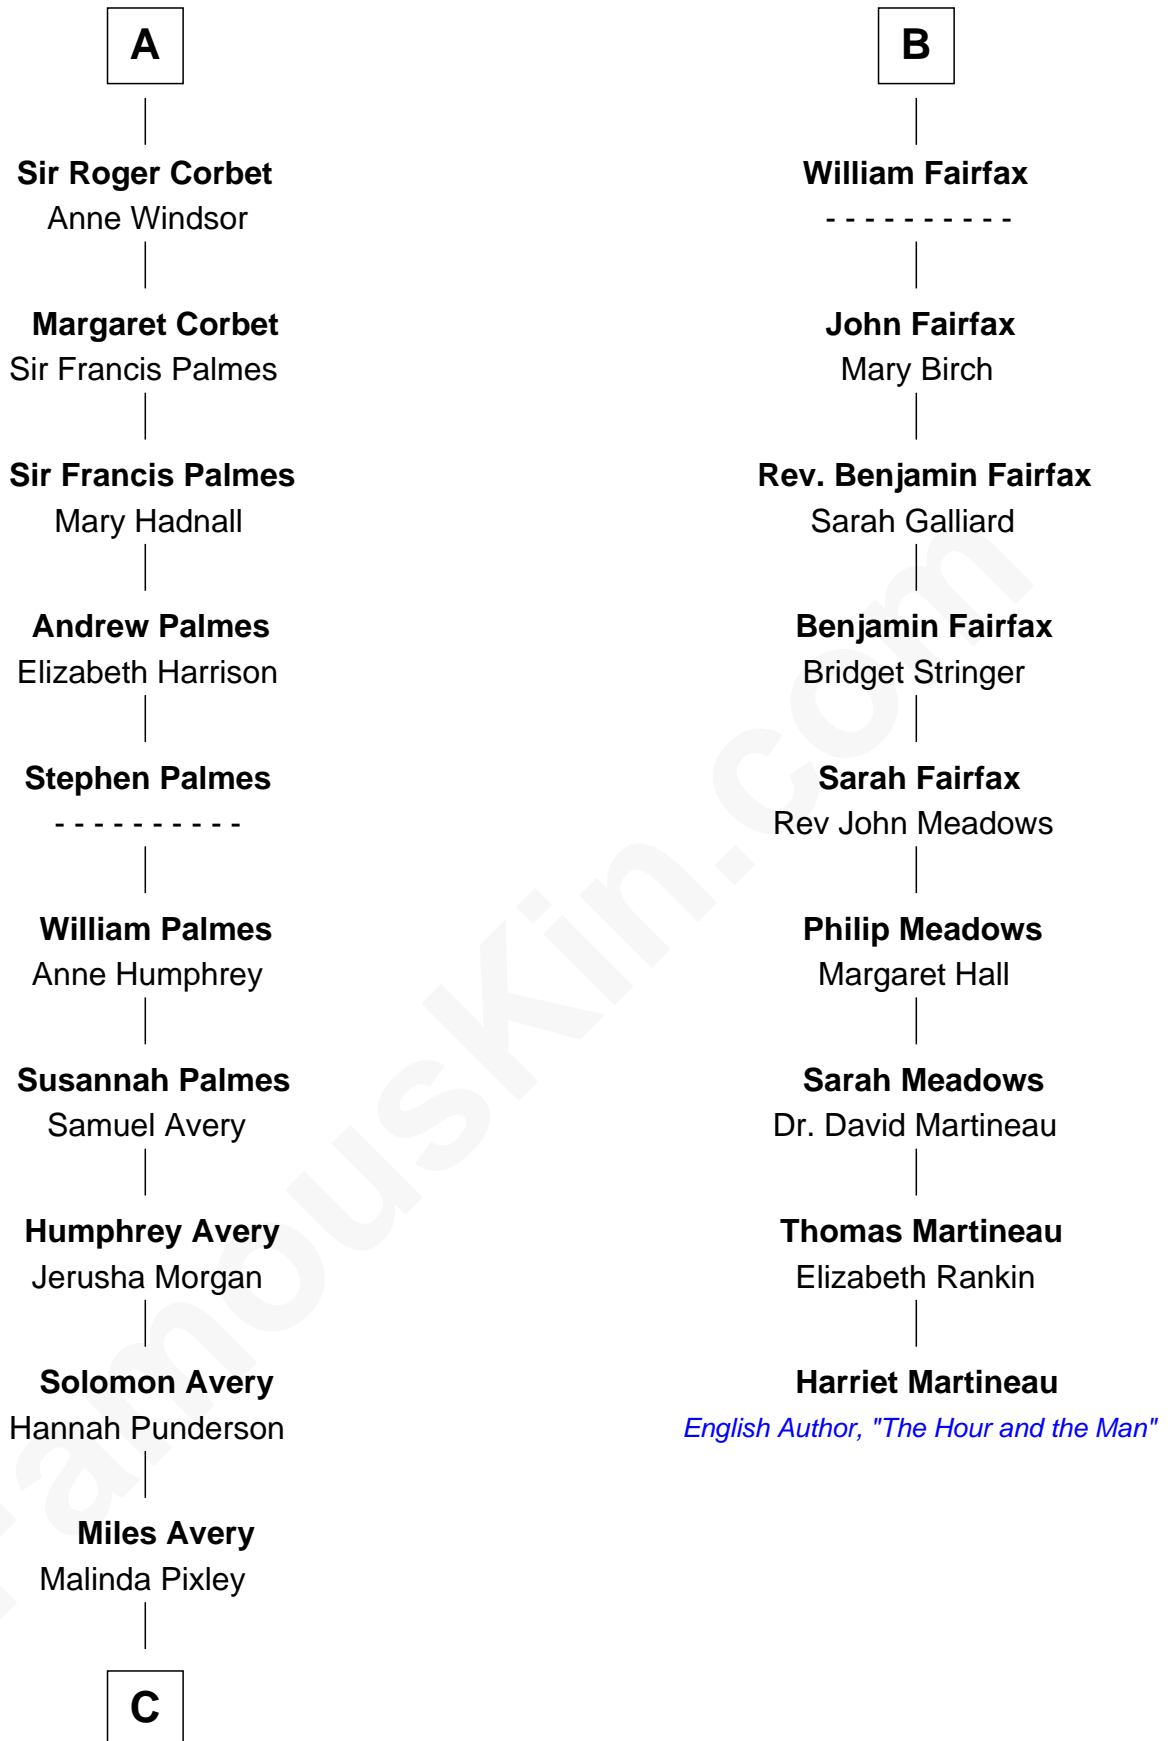 A
Sir Roger Corbet
Anne Windsor
Margaret Corbet
Sir Francis Palmes
Sir Francis Palmes
Mary Hadnall
Andrew Palmes
Elizabeth Harrison
Stephen Palmes
- - - - - - - - - -
William Palmes
Anne Humphrey
Susannah Palmes
Samuel Avery
Humphrey Avery
Jerusha Morgan
Solomon Avery
Hannah Punderson
Miles Avery
Malinda Pixley
C
B
William Fairfax
- - - - - - - - - -
John Fairfax
Mary Birch
Rev. Benjamin Fairfax
Sarah Galliard
Benjamin Fairfax
Bridget Stringer
Sarah Fairfax
Rev John Meadows
Philip Meadows
Margaret Hall
Sarah Meadows
Dr. David Martineau
Thomas Martineau
Elizabeth Rankin
Harriet Martineau
English Author, "The Hour and the Man"
FamousKin.com